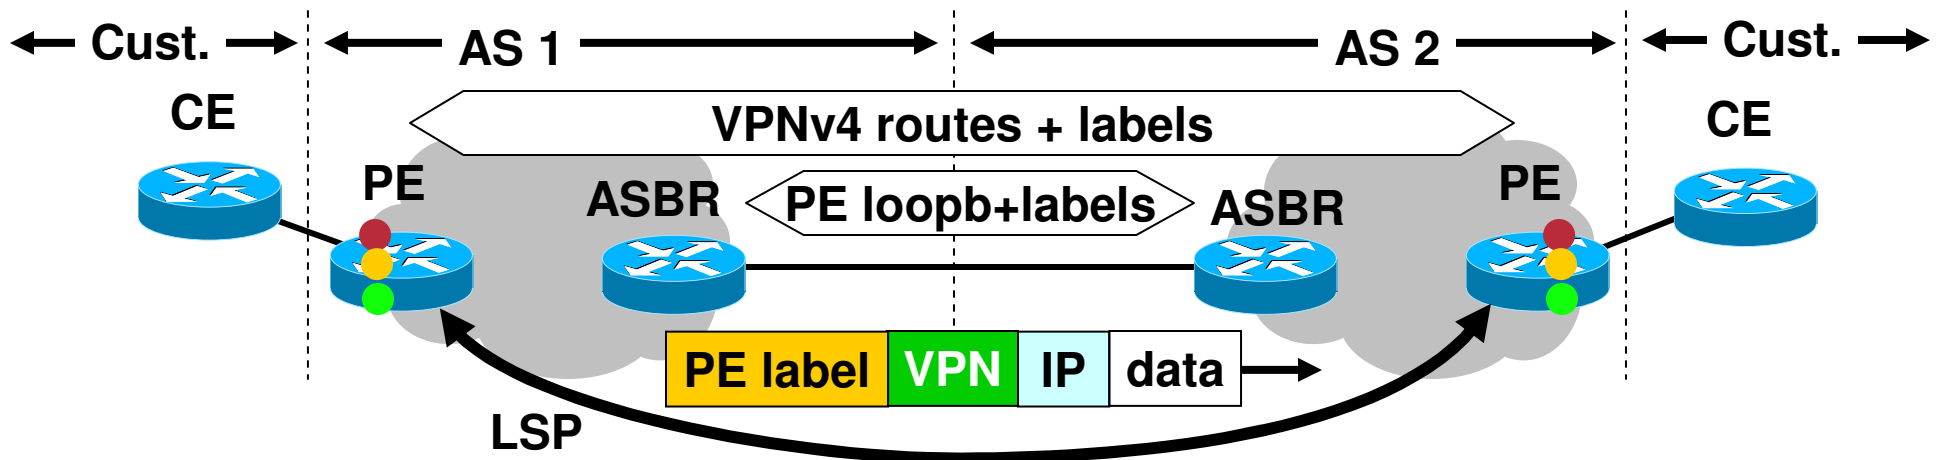 Cust.
AS 1
AS 2
Cust.
CE
VPNv4 routes + labels
CE
PE
ASBR
PE loopb+labels
ASBR
PE
PE label
VPN
IP
data
LSP